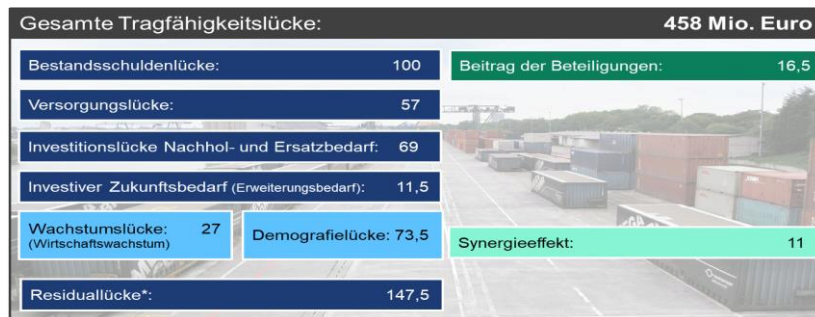 Gesamte Tragfähigkeitslücke: 458 Mio. Euro
Bestandsschuldenlücke: 100
Beitrag der Beteiligungen: 16,5
Versorgungslücke: 57
Investitionslücke Nachhol- und Ersatzbedarf: 69
Investiver Zukunftsbedarf (Erweiterungsbedarf): 11,5
Wachstumslücke: 27
(Wirtschaftswachstum)
Demografielücke: 73,5
Synergieeffekt: 11
Residuallücke*: 147,5